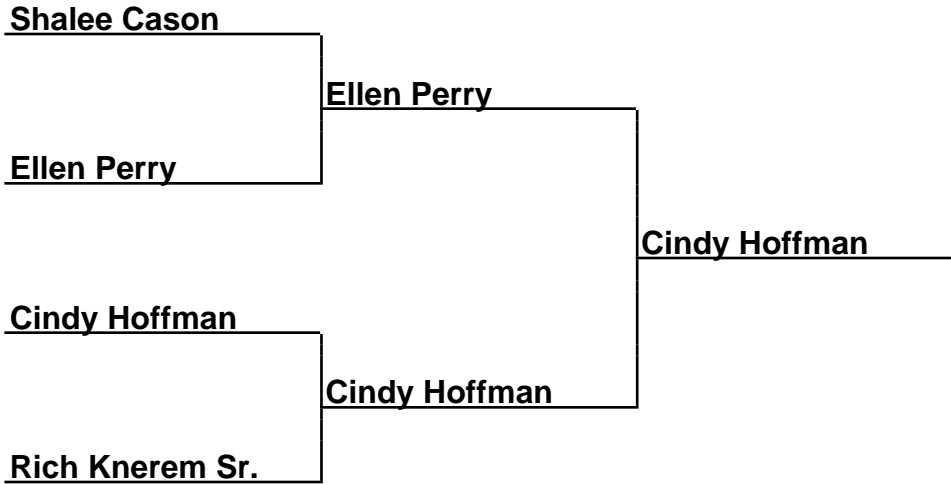 Shalee Cason
Ellen Perry
Ellen Perry
Cindy Hoffman
Cindy Hoffman
Cindy Hoffman
Rich Knerem Sr.